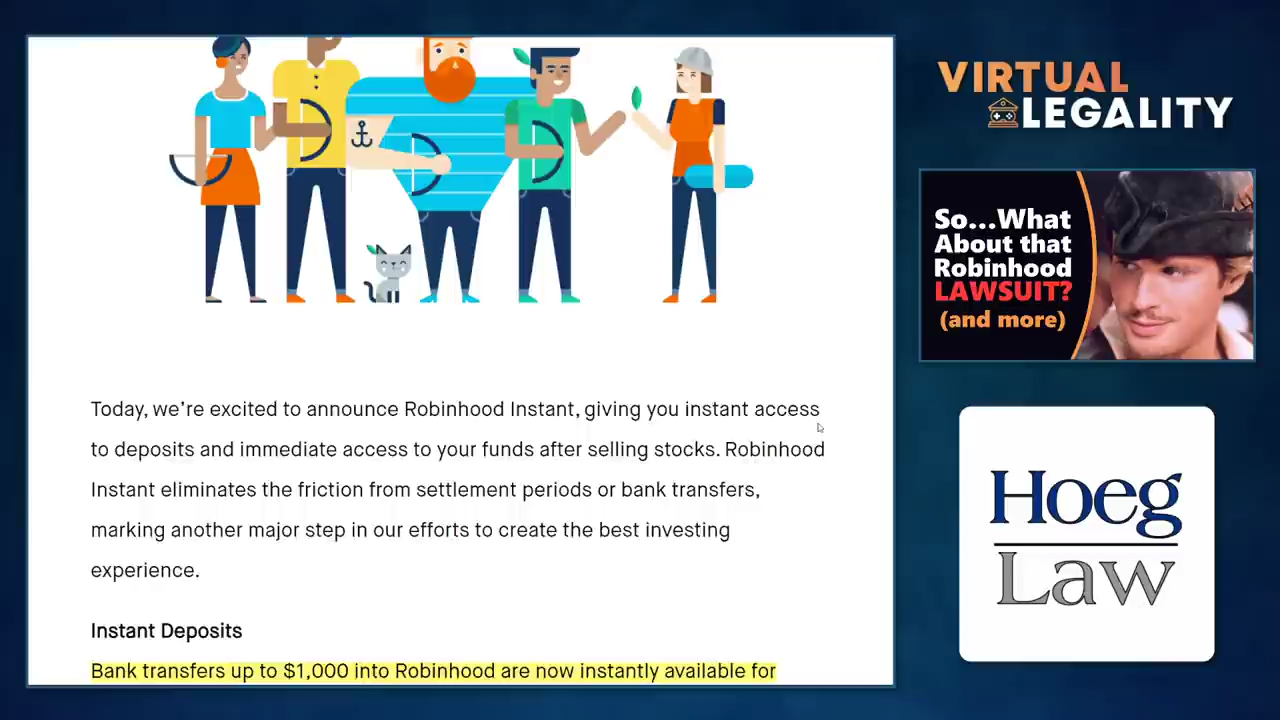 VIRTUAL
LEGALITY
So...What
About that
Robinhood
LAWSUIT?
(and more)
Today, we're excited to announce Robinhood Instant, giving you instant access
to deposits and immediate access to your funds after selling stocks. Robinhood
Instant eliminates the friction from settlement periods or bank transfers,
marking another major step in our efforts to create the best investing
experience.
Instant Deposits
Bank transfers up to $1,000 into Robinhood are now instantly available for
Hoeg
Law